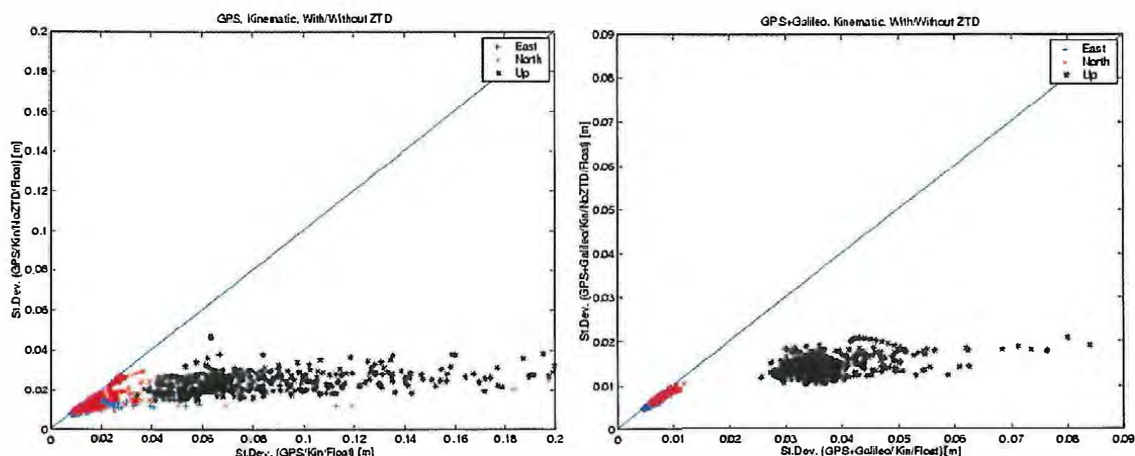 GPS, Kinematic, With/Without ZTD
0.2
0.18
0.16
0.14
0.12
0.1
0.08
0.06
0.04
0.02
0
St.Dev. (GPS/Kin/NoZTD/Float) [m]
East
North
Up
0 0.02 0.04 0.06 0.08 0.1 0.12 0.14 0.16 0.18 0.2
St.Dev. (GPS/Kin/Float) [m]
GPS+Galileo, Kinematic, With/Without ZTD
0.09
0.08
0.07
0.06
0.05
0.04
0.03
0.02
0.01
0
St.Dev. (GPS+Galileo/Kin/NoZTD/Float) [m]
East
North
Up
0 0.01 0.02 0.03 0.04 0.05 0.06 0.07 0.08 0.09
St.Dev. (GPS+Galileo/Kin/Float) [m]